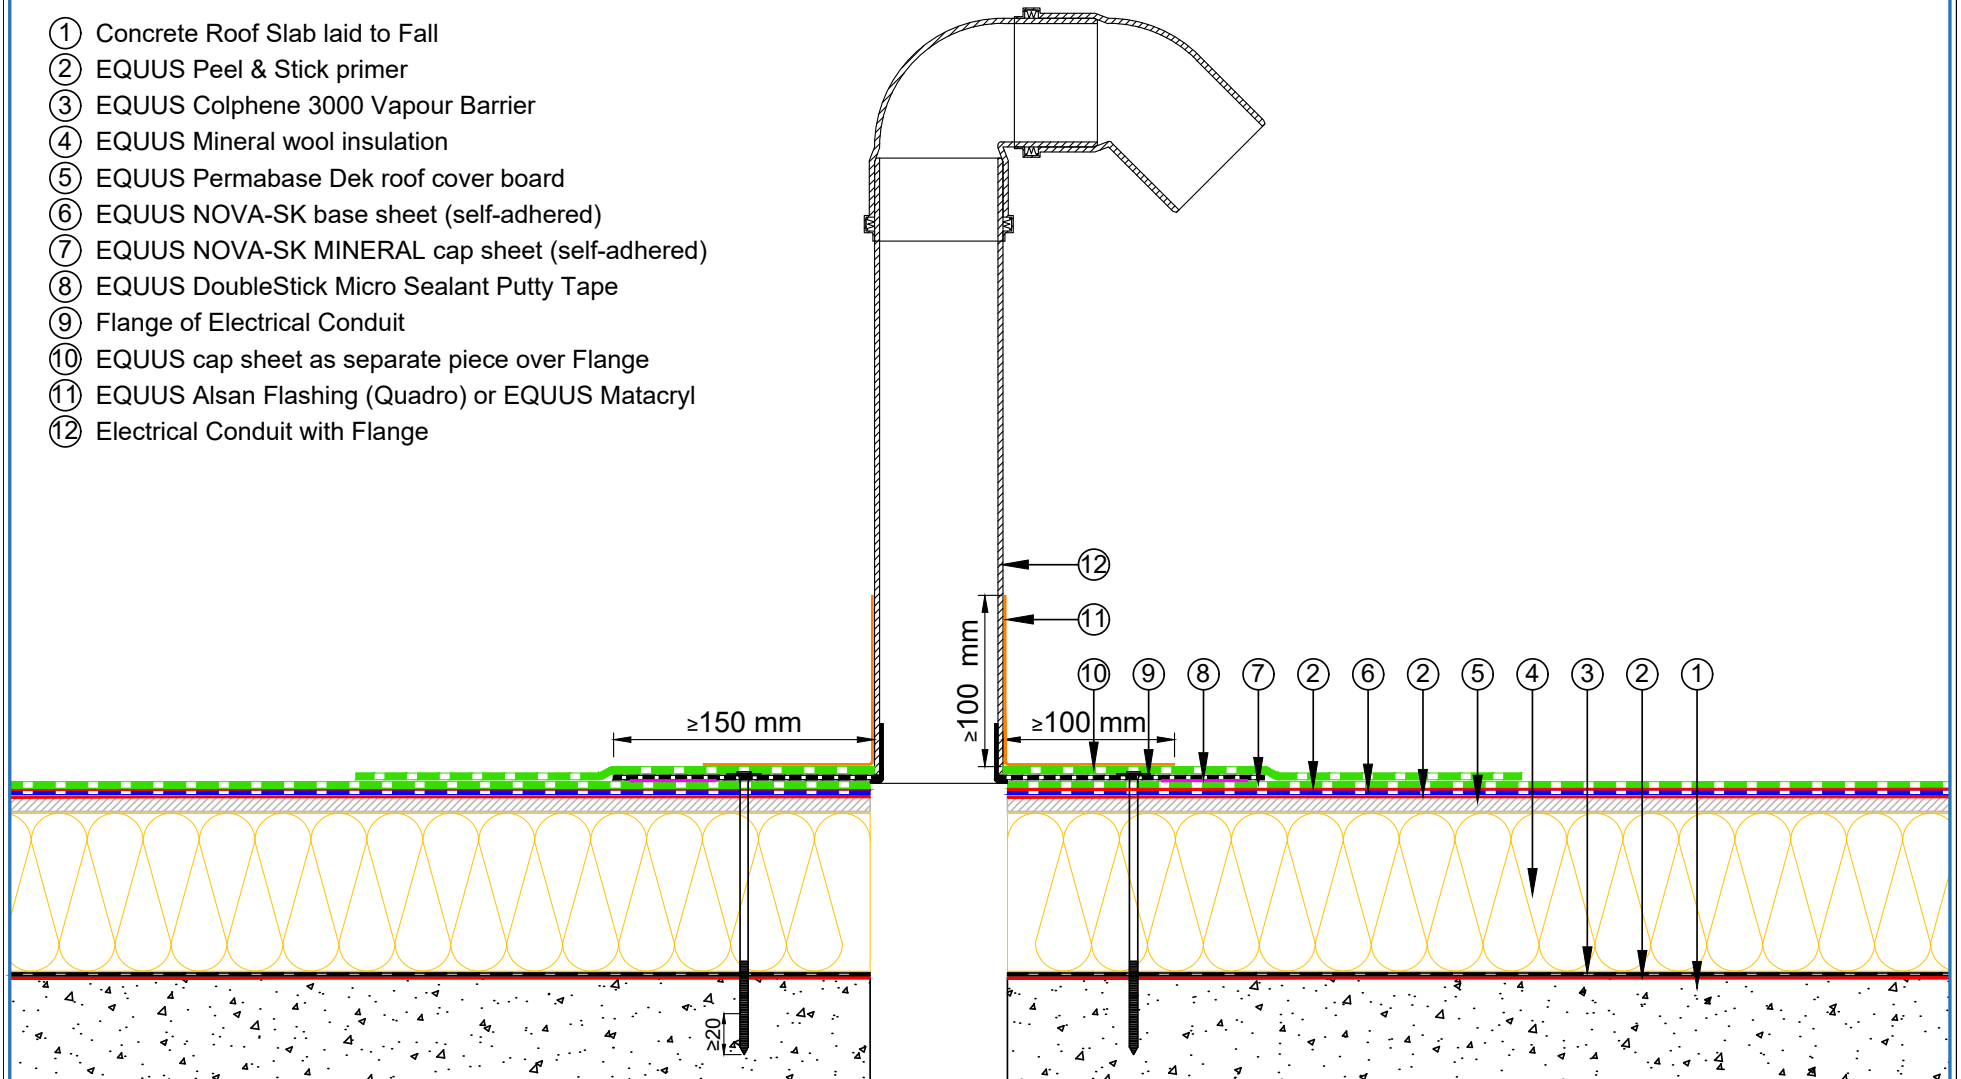 1 Concrete Roof Slab laid to Fall
2 EQUUS Peel & Stick primer
3 EQUUS Colphene 3000 Vapour Barrier
4 EQUUS Mineral wool insulation
5 EQUUS Permabase Dek roof cover board
6 EQUUS NOVA-SK base sheet (self-adhered)
7 EQUUS NOVA-SK MINERAL cap sheet (self-adhered)
8 EQUUS DoubleStick Micro Sealant Putty Tape
9 Flange of Electrical Conduit
10 EQUUS cap sheet as separate piece over Flange
11 EQUUS Alsan Flashing (Quadro) or EQUUS Matacryl
12 Electrical Conduit with Flange
12
11
≥100 mm
10 9 8 7 2 6 2 5 4 3 2 1
≥150 mm
≥100 mm
≥20